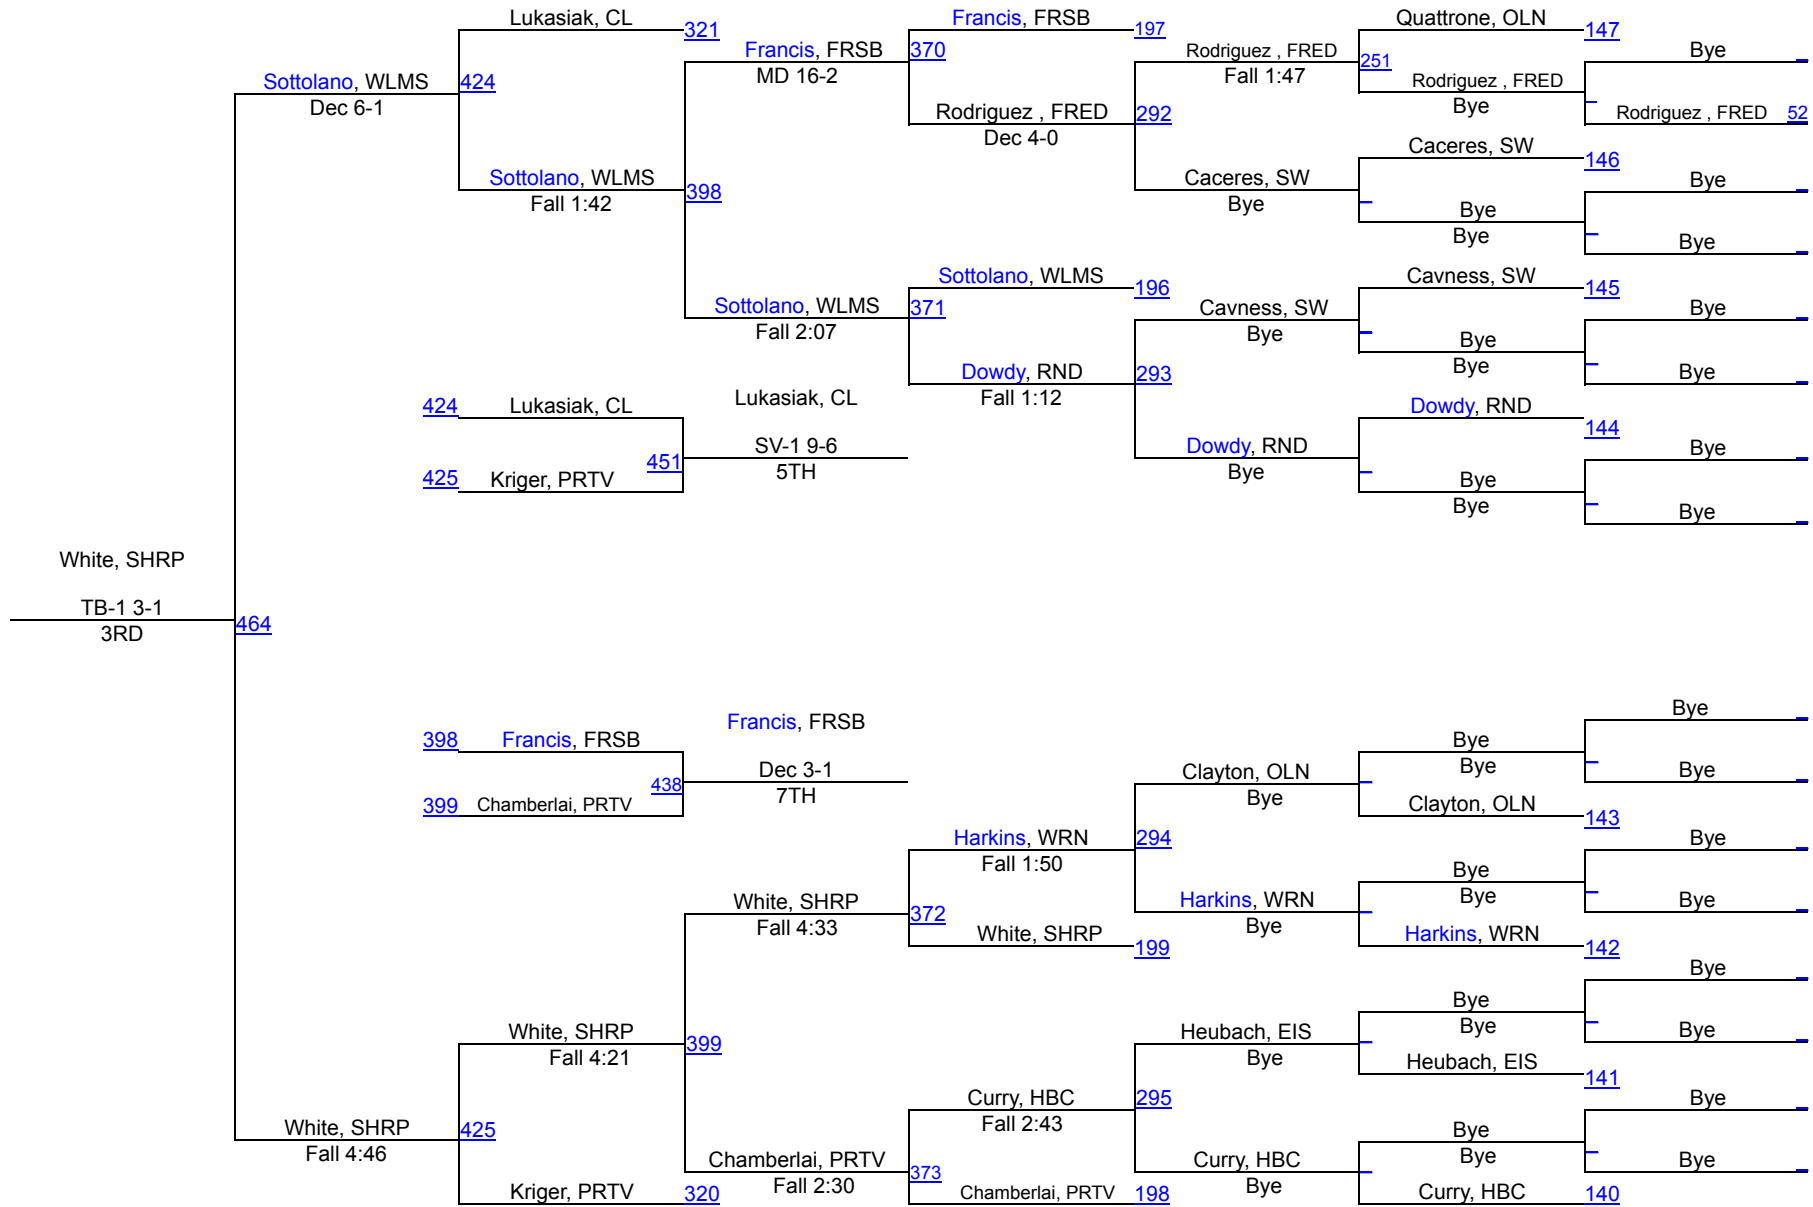 Lukasiak, CL
321
Francis, FRSB
197
Quattrone, OLN
147
Sottolano, WLMS
Dec 6-1
424
Francis, FRSB
MD 16-2
370
Rodriguez , FRED
Fall 1:47
251
Bye
Rodriguez , FRED
Bye
Rodriguez , FRED 52
Rodriguez , FRED
Dec 4-0
292
Caceres, SW
146
Sottolano, WLMS
Fall 1:42
398
Caceres, SW
Bye
Bye
Bye
Bye
Bye
Sottolano, WLMS
196
Cavness, SW
145
Sottolano, WLMS
Fall 2:07
371
Cavness, SW
Bye
Bye
Bye
Bye
Bye
Dowdy, RND
Fall 1:12
293
424
Lukasiak, CL
Lukasiak, CL
SV-1 9-6
5TH
451
425
Kriger, PRTV
Dowdy, RND
144
Dowdy, RND
Bye
Bye
Bye
Bye
Bye
White, SHRP
TB-1 3-1
3RD
464
398
Francis, FRSB
Francis, FRSB
Dec 3-1
7TH
438
399
Chamberlai, PRTV
Bye
Bye
Bye
Bye
Clayton, OLN
Bye
Clayton, OLN
143
Harkins, WRN
Fall 1:50
294
Bye
Bye
Bye
Bye
White, SHRP
Fall 4:33
372
Harkins, WRN
Bye
White, SHRP
199
Harkins, WRN
142
White, SHRP
Fall 4:21
399
Heubach, EIS
Bye
Bye
Bye
Bye
Bye
Heubach, EIS
141
Curry, HBC
Fall 2:43
295
White, SHRP
Fall 4:46
425
Chamberlai, PRTV
Fall 2:30
373
Curry, HBC
Bye
Bye
Bye
Bye
Bye
Kriger, PRTV
320
Chamberlai, PRTV
198
Curry, HBC
140